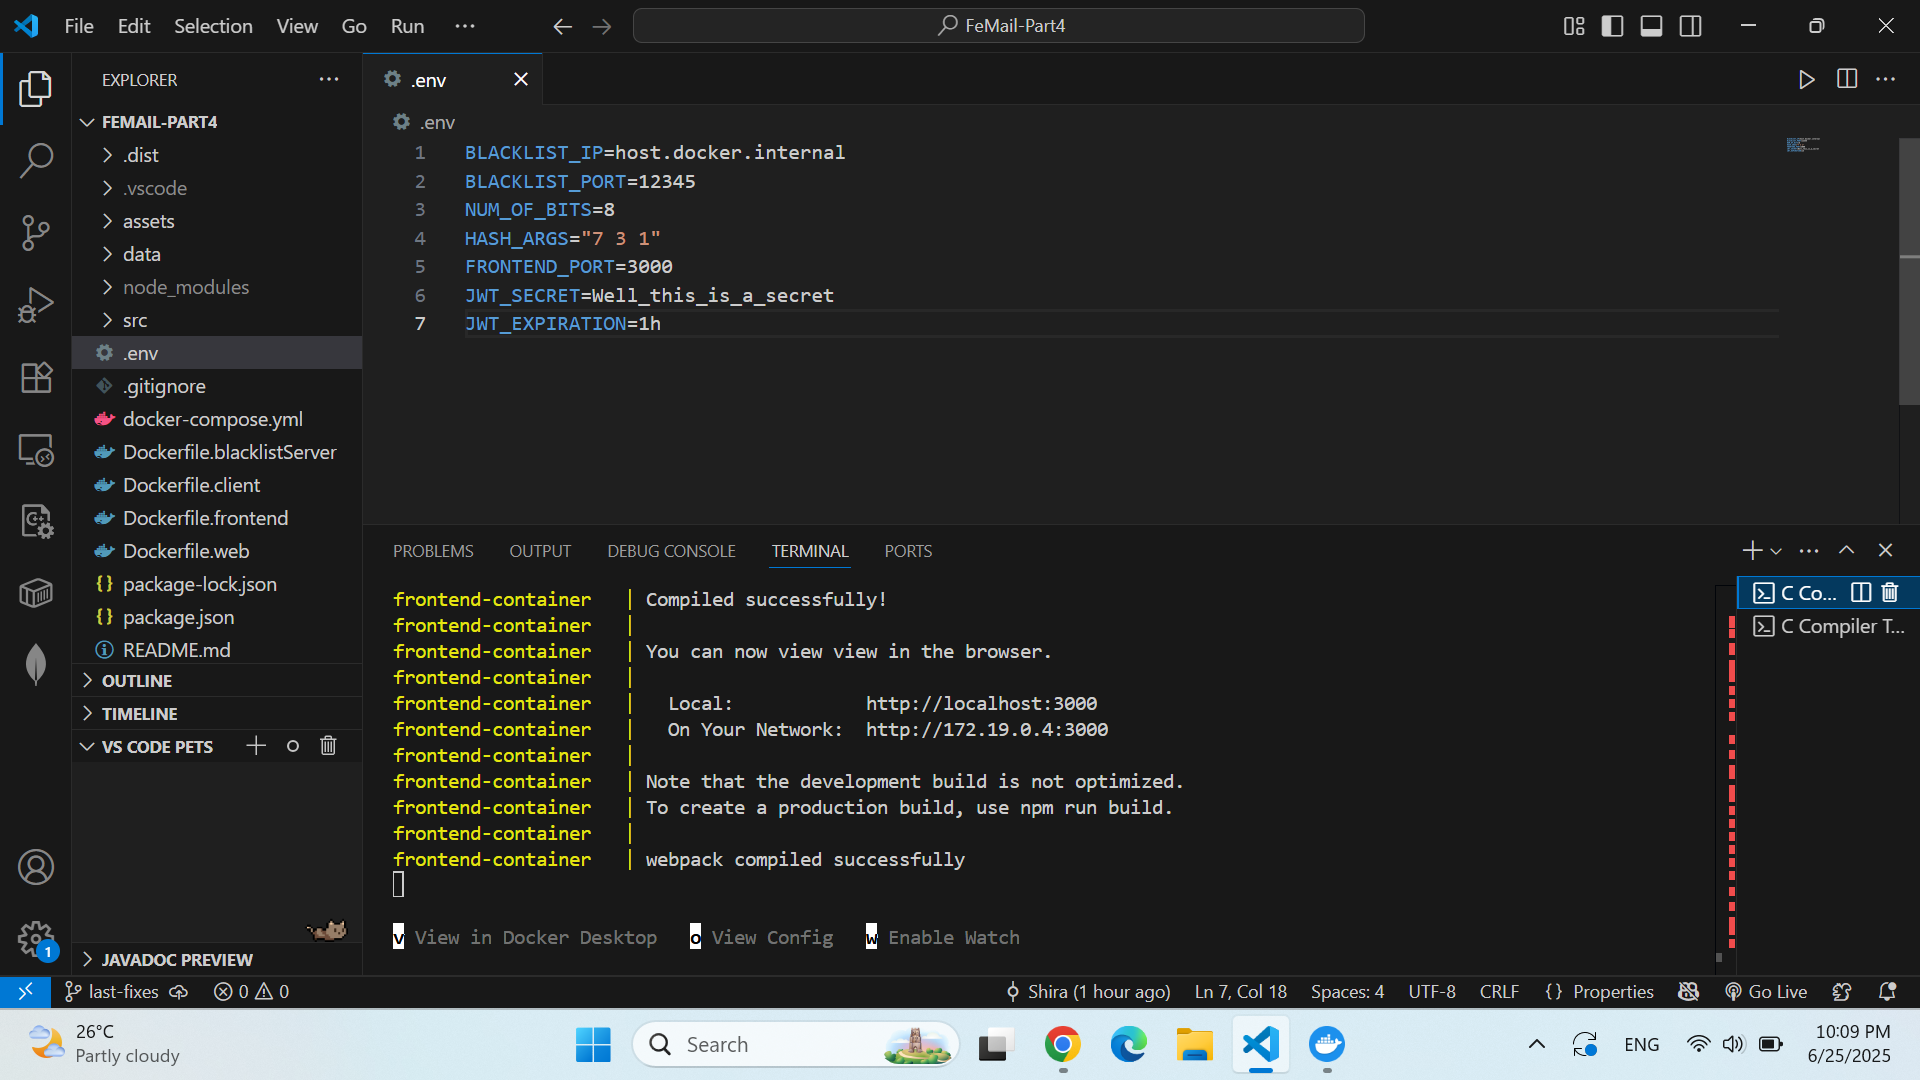 File Edit Selection View Go Run ··· FeMail-Part4
EXPLORER ···
.env
FEMAIL-PART4
.dist
.vscode
assets
data
node_modules
src
.env
.gitignore
docker-compose.yml
Dockerfile.blacklistServer
Dockerfile.client
Dockerfile.frontend
Dockerfile.web
package-lock.json
package.json
README.md
OUTLINE
TIMELINE
VS CODE PETS
JAVADOC PREVIEW
.env
1 BLACKLIST_IP=host.docker.internal
2 BLACKLIST_PORT=12345
3 NUM_OF_BITS=8
4 HASH_ARGS="7 3 1"
5 FRONTEND_PORT=3000
6 JWT_SECRET=Well_this_is_a_secret
7 JWT_EXPIRATION=1h
PROBLEMS OUTPUT DEBUG CONSOLE TERMINAL PORTS
frontend-container | Compiled successfully!
frontend-container |
frontend-container | You can now view view in the browser.
frontend-container |
frontend-container | Local: http://localhost:3000
frontend-container | On Your Network: http://172.19.0.4:3000
frontend-container |
frontend-container | Note that the development build is not optimized.
frontend-container | To create a production build, use npm run build.
frontend-container |
frontend-container | webpack compiled successfully
v View in Docker Desktop o View Config w Enable Watch
C Co...
C Compiler T...
1
last-fixes 0 0 Shira (1 hour ago) Ln 7, Col 18 Spaces: 4 UTF-8 CRLF {} Properties Go Live
26°C
Partly cloudy
Search
ENG
10:09 PM
6/25/2025